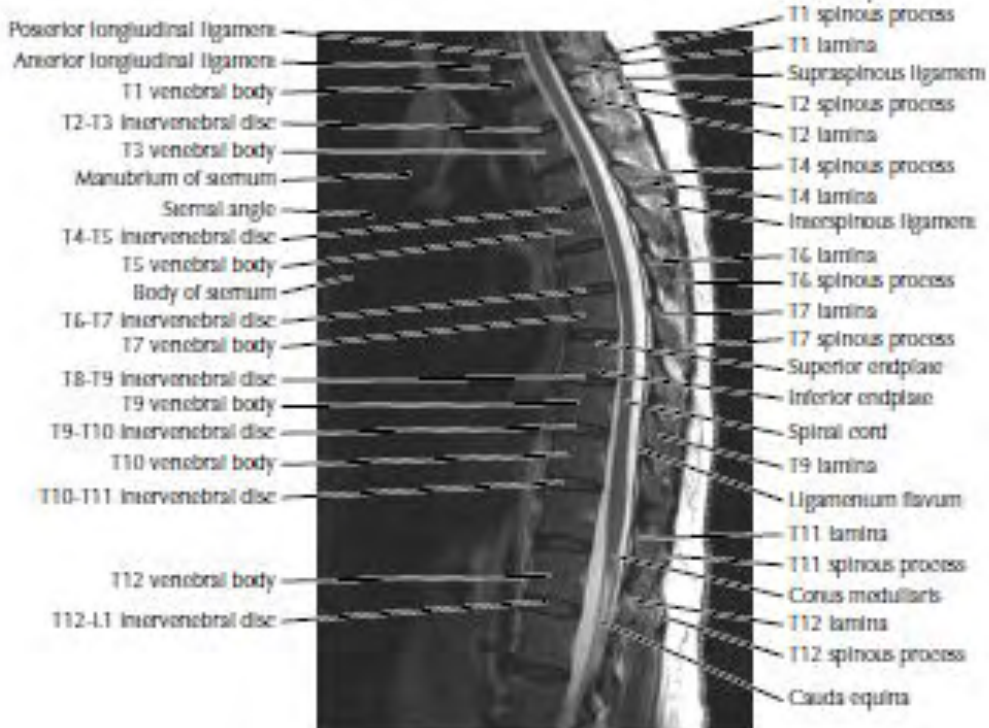 Posterior longitudinal ligament
Anterior longitudinal ligament
T1 vertebral body
T2-T3 intervertebral disc
T3 vertebral body
Manubrium of sternum
Sternal angle
T4-T5 intervertebral disc
T5 vertebral body
Body of sternum
T6-T7 intervertebral disc
T7 vertebral body
T8-T9 intervertebral disc
T9 vertebral body
T9-T10 intervertebral disc
T10 vertebral body
T10-T11 intervertebral disc
T12 vertebral body
T12-L1 intervertebral disc
T1 spinous process
T1 lamina
Supraspinous ligament
T2 spinous process
T2 lamina
T4 spinous process
T4 lamina
Interspinous ligament
T6 lamina
T6 spinous process
T7 lamina
T7 spinous process
Superior endplate
Inferior endplate
Spinal cord
T9 lamina
Ligamentum flavum
T11 lamina
T11 spinous process
Conus medullaris
T12 lamina
T12 spinous process
Cauda equina